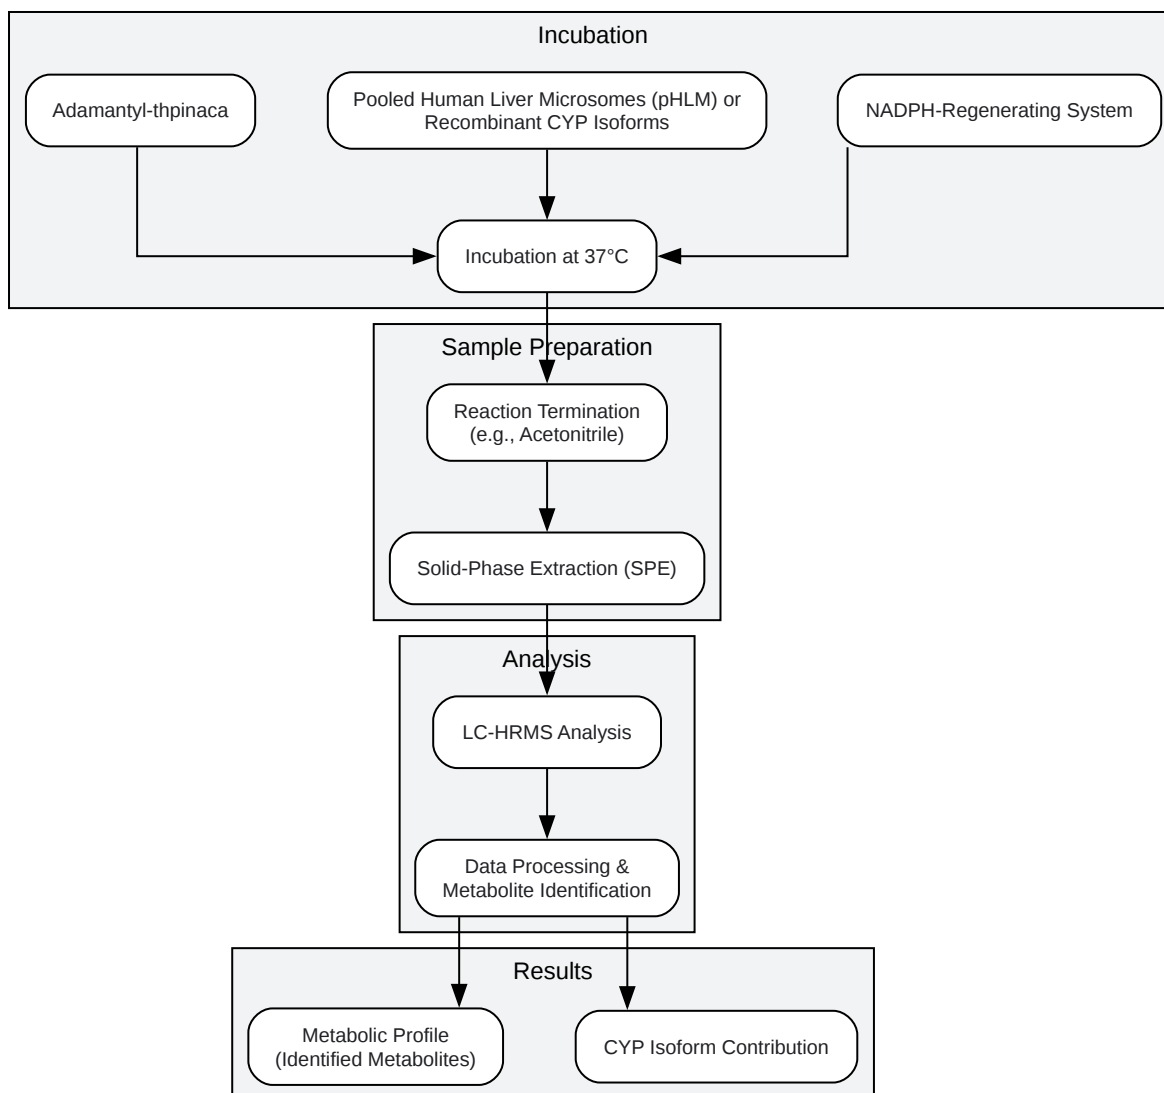 Incubation
Adamantyl-thpinaca
Pooled Human Liver Microsomes (pHLM) or
Recombinant CYP Isoforms
NADPH-Regenerating System
Incubation at 37°C
Sample Preparation
Reaction Termination
(e.g., Acetonitrile)
Solid-Phase Extraction (SPE)
Analysis
LC-HRMS Analysis
Data Processing &
Metabolite Identification
Results
Metabolic Profile
(Identified Metabolites)
CYP Isoform Contribution